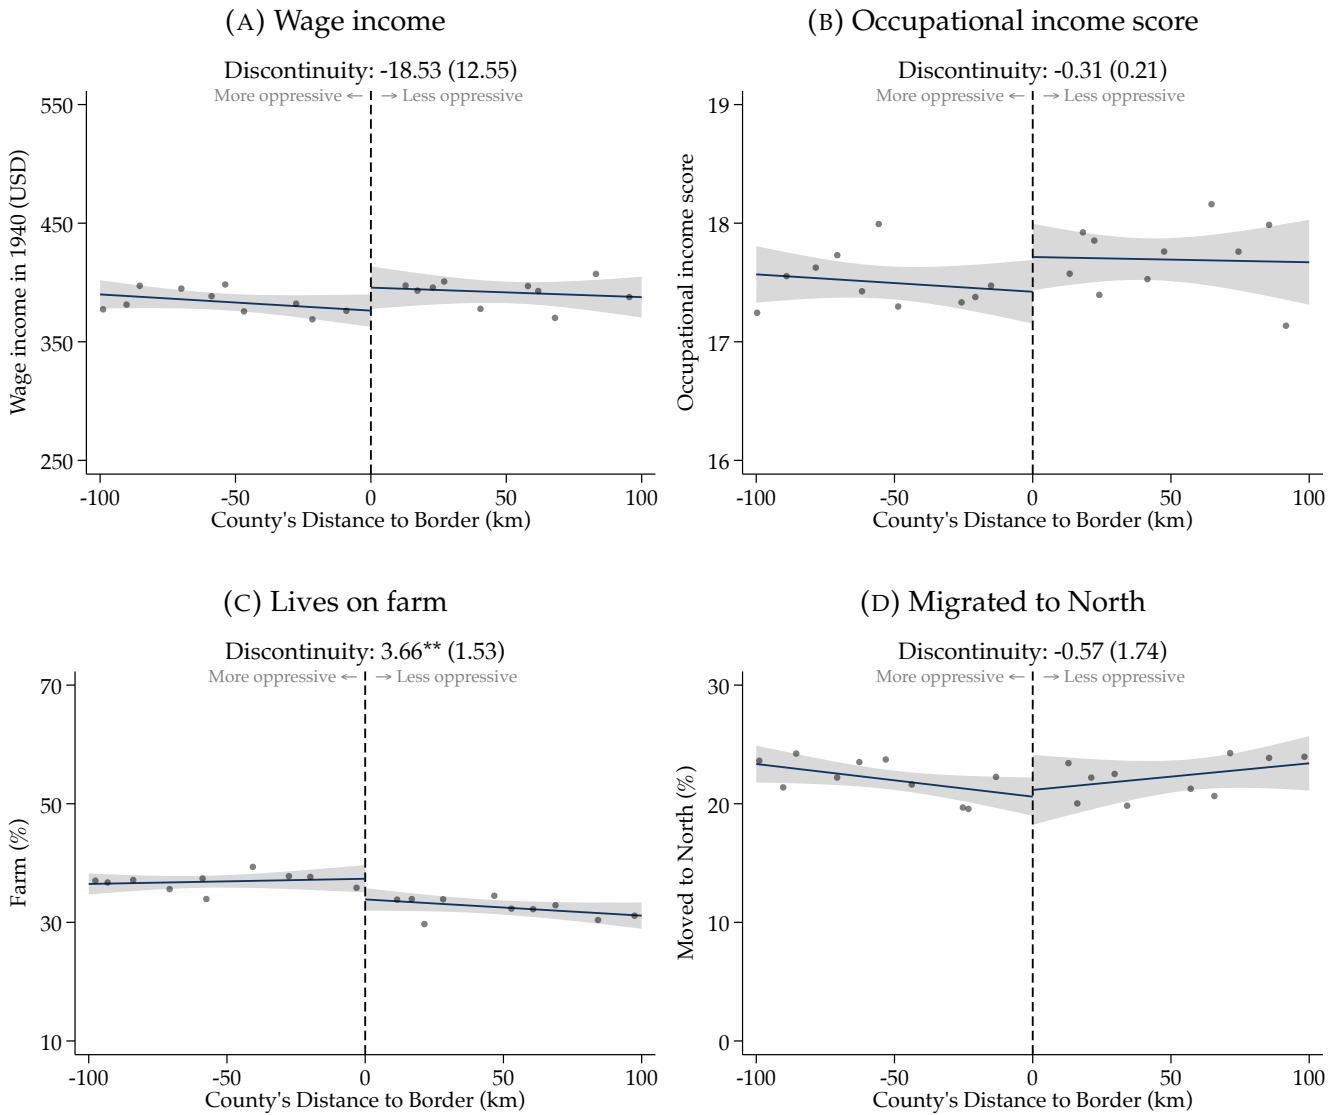 (A) Wage income
Discontinuity: -18.53 (12.55)
More oppressive ← → Less oppressive
Wage income in 1940 (USD)
550
450
350
250
-100 -50 0 50 100
County's Distance to Border (km)
(B) Occupational income score
Discontinuity: -0.31 (0.21)
More oppressive ← → Less oppressive
Occupational income score
19
18
17
16
-100 -50 0 50 100
County's Distance to Border (km)
(C) Lives on farm
Discontinuity: 3.66** (1.53)
More oppressive ← → Less oppressive
Farm (%)
70
50
30
10
-100 -50 0 50 100
County's Distance to Border (km)
(D) Migrated to North
Discontinuity: -0.57 (1.74)
More oppressive ← → Less oppressive
Moved to North (%)
30
20
10
0
-100 -50 0 50 100
County's Distance to Border (km)